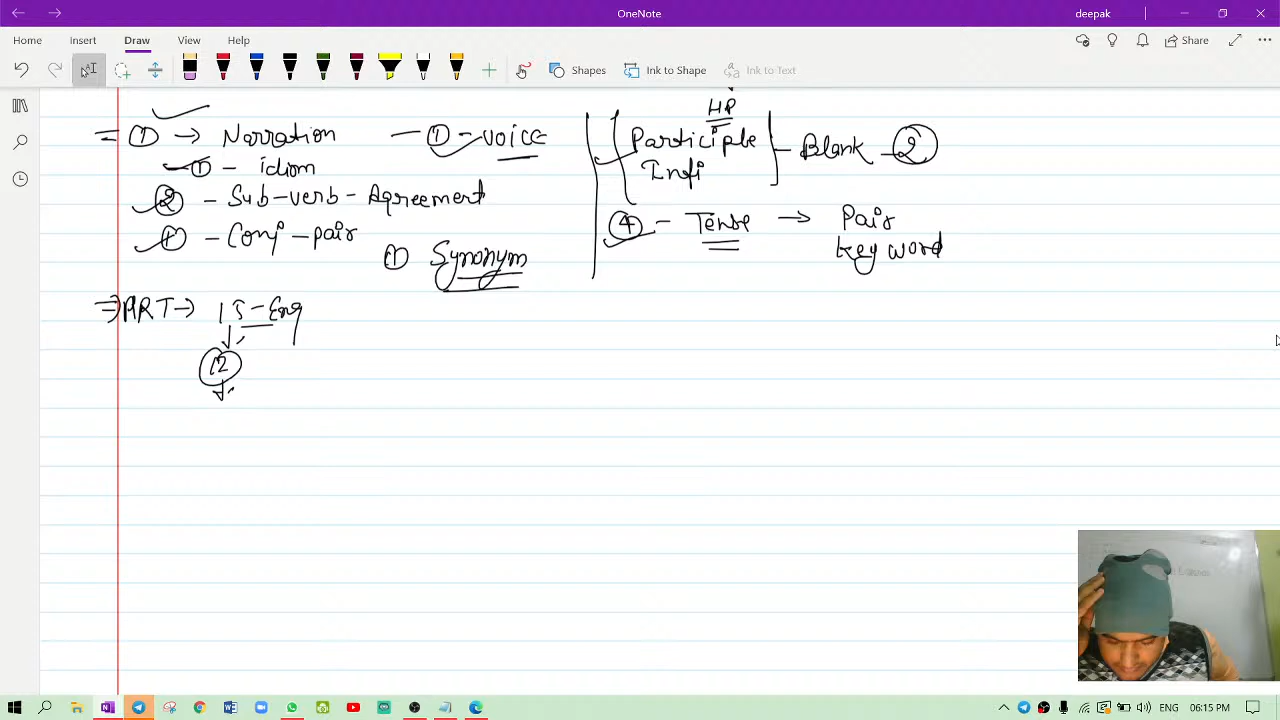 OneNote
deepak
Home
Insert
Draw
View
Help
Share
Shapes
Ink to Shape
Ink to Text
= ① → Narration — ① - voice
① - idiom
② - Sub-verb-Agreement
① - Conj-pair
① Synonym
HP
Participle
Infi
Blank - ②
④ - Tense → Pair
key word
⇒ PRT → 15-Eng
12
ENG
06:15 PM